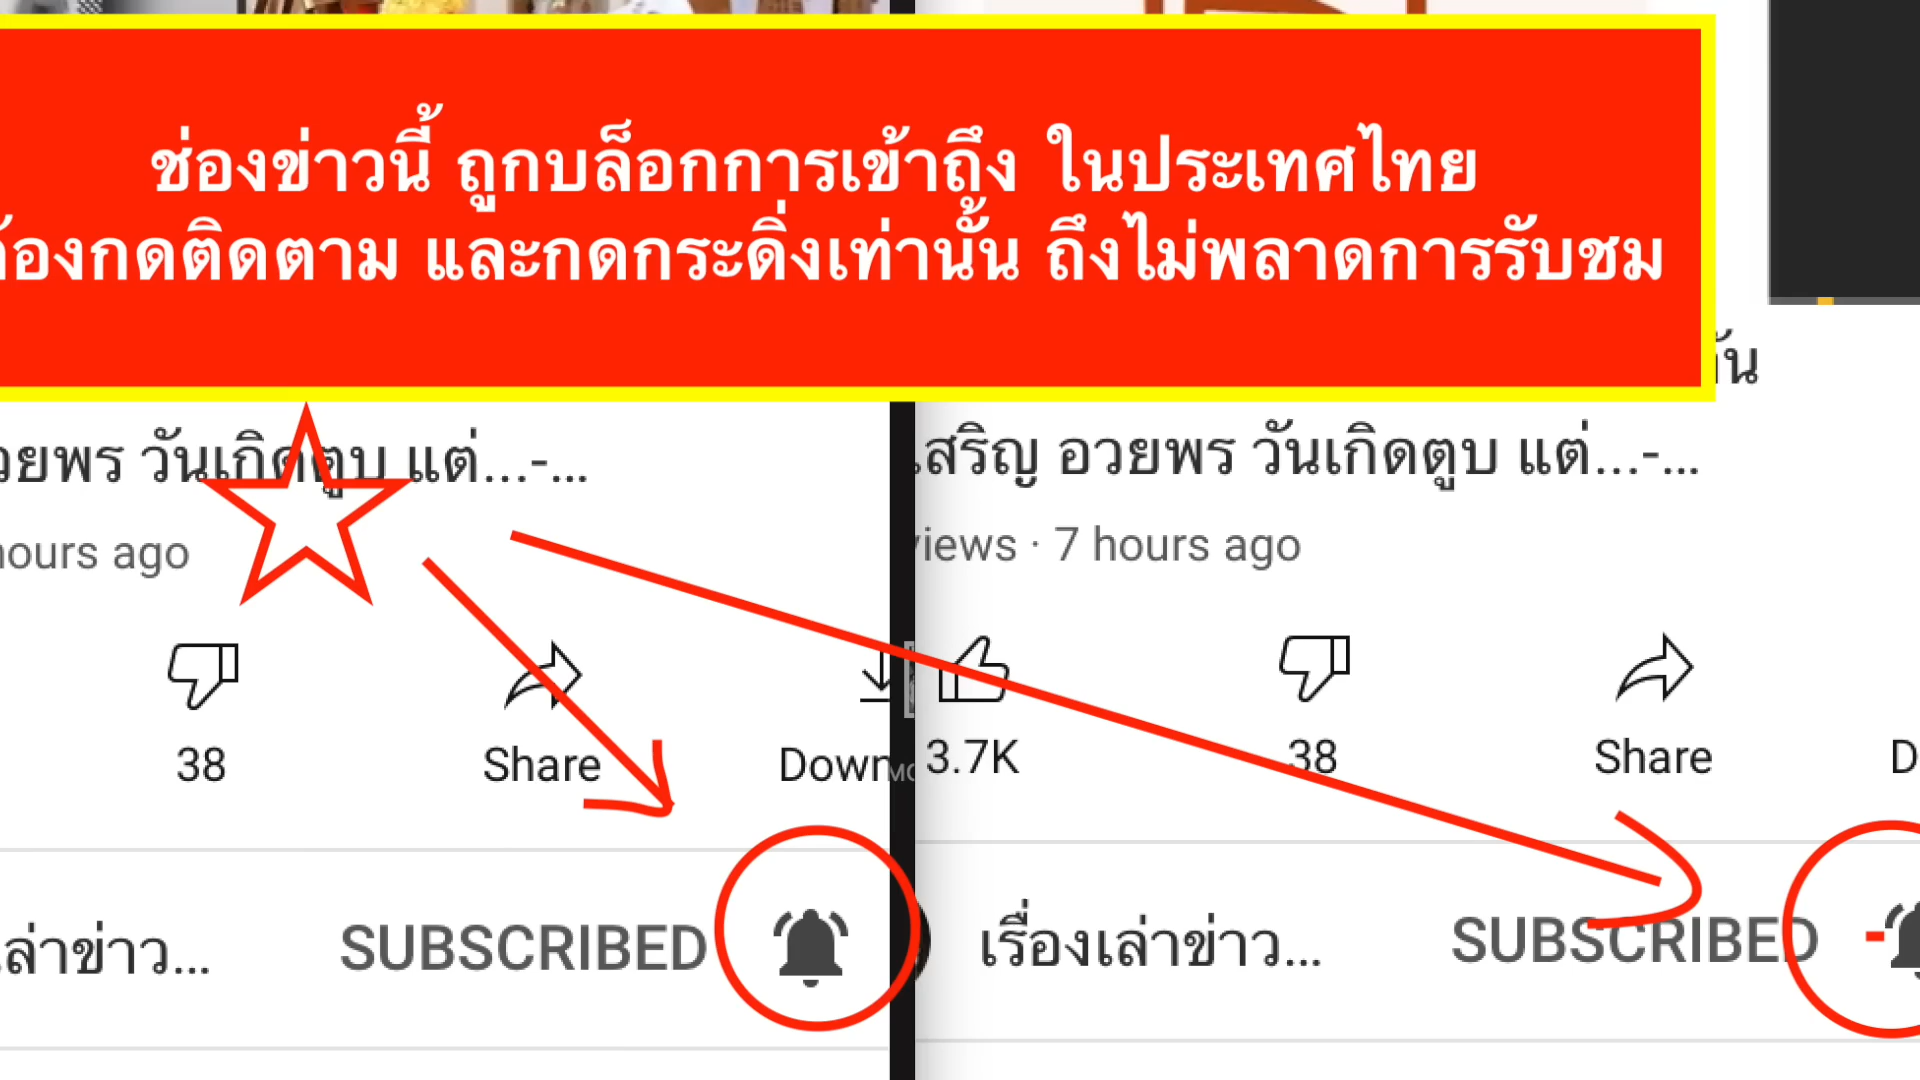 ช่องข่าวนี้ ถูกบล็อกการเข้าถึง ในประเทศไทย
ต้องกดติดตาม และกดกระดิ่งเท่านั้น ถึงไม่พลาดการรับชม
อวยพร วันเกิดตูบ แต่...-...
hours ago
38
Share
Down
เล่าข่าว...
SUBSCRIBED
เสริญ อวยพร วันเกิดตูบ แต่...-...
views · 7 hours ago
3.7K
38
Share
D
เรื่องเล่าข่าว...
SUBSCRIBED